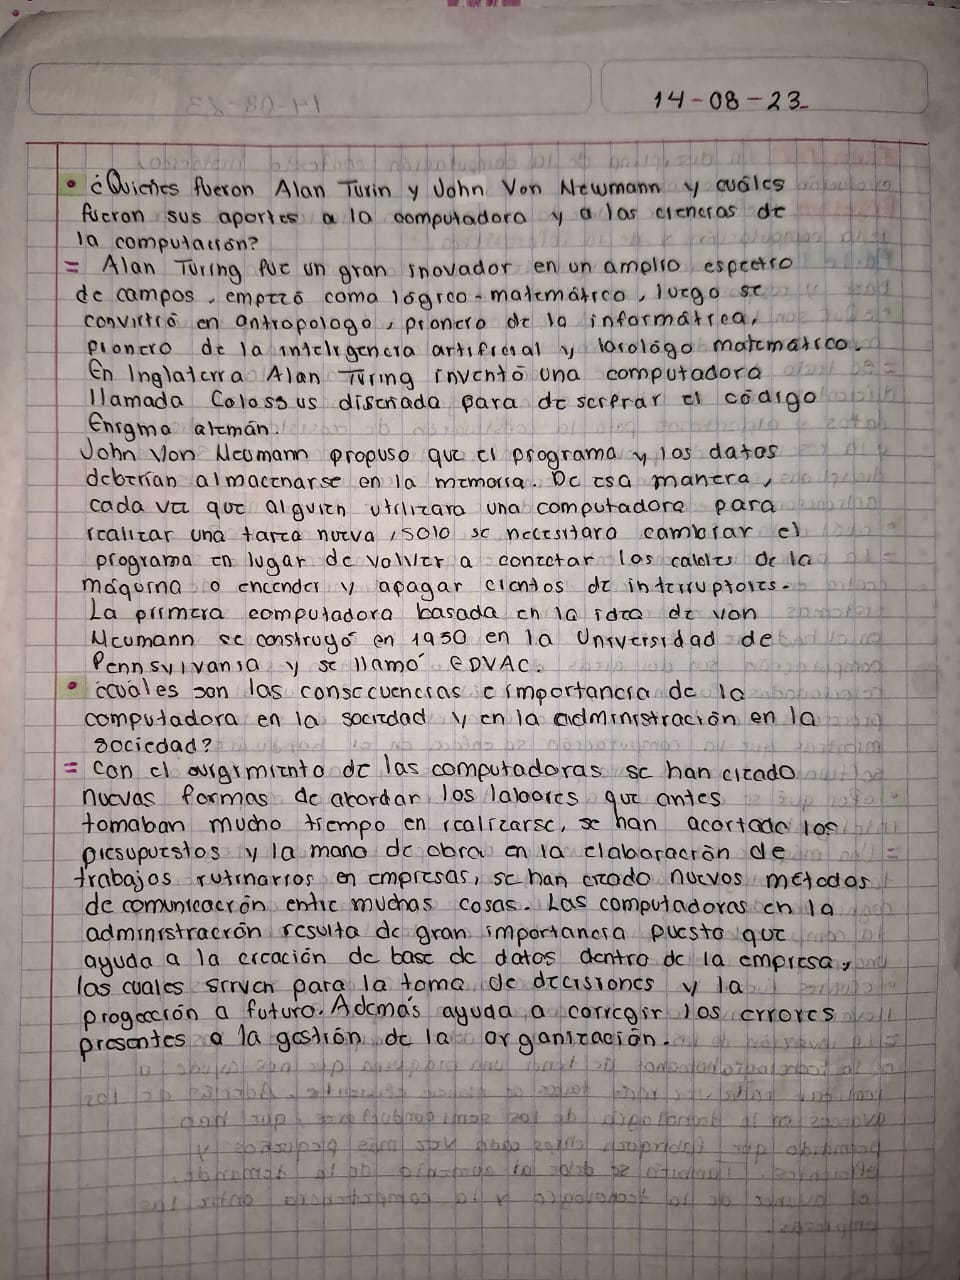 14-08-23
• ¿Quienes fueron Alan Turin y John Von Newmann y cuáles
fueron sus aportes a la computadora y a las ciencias de
la computación?
= Alan Turing fue un gran inovador en un amplio espectro
de campos, empezó como lógico-matemático, luego se
convirtió en antropologo, pionero de la informática,
pionero de la inteligencia artificial y biológo matemático.
En Inglaterra Alan Turing inventó una computadora
llamada Colossus diseñada para descifrar el código
Enigma alemán.
John Von Neumann propuso que el programa y los datos
deberían almacenarse en la memoria. De esa manera,
cada vez que alguien utilizara una computadora para
realizar una tarea nueva, solo se necesitara cambiar el
programa en lugar de volver a conectar los cables de la
máquina o encender y apagar cientos de interruptores.
La primera computadora basada en la idea de von
Neumann se construyó en 1950 en la Universidad de
Pennsylvania y se llamó EDVAC.
• ¿cuáles son las consecuencias e importancia de la
computadora en la sociedad y en la administración en la
sociedad?
= Con el surgimiento de las computadoras se han creado
nuevas formas de abordar los labores que antes
tomaban mucho tiempo en realizarse, se han acortado los
presupuestos y la mano de obra en la elaboración de
trabajos rutinarios en empresas, se han creado nuevos métodos
de comunicación entre muchas cosas. Las computadoras en la
administración resulta de gran importancia puesto que
ayuda a la creación de base de datos dentro de la empresa,
las cuales sirven para la toma de decisiones y la
progección a futuro. Además ayuda a corregir los errores
presentes a la gestión de la organización.